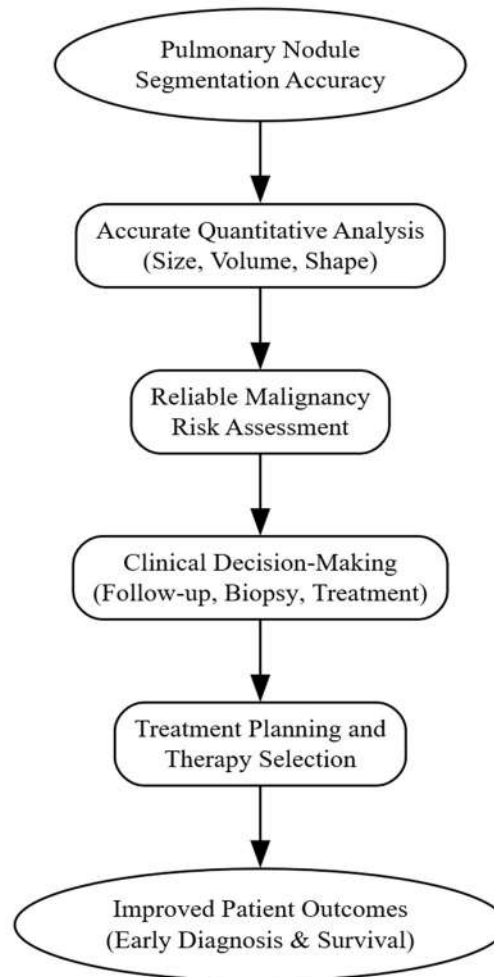 Pulmonary Nodule
Segmentation Accuracy
Accurate Quantitative Analysis
(Size, Volume, Shape)
Reliable Malignancy
Risk Assessment
Clinical Decision-Making
(Follow-up, Biopsy, Treatment)
Treatment Planning and
Therapy Selection
Improved Patient Outcomes
(Early Diagnosis & Survival)